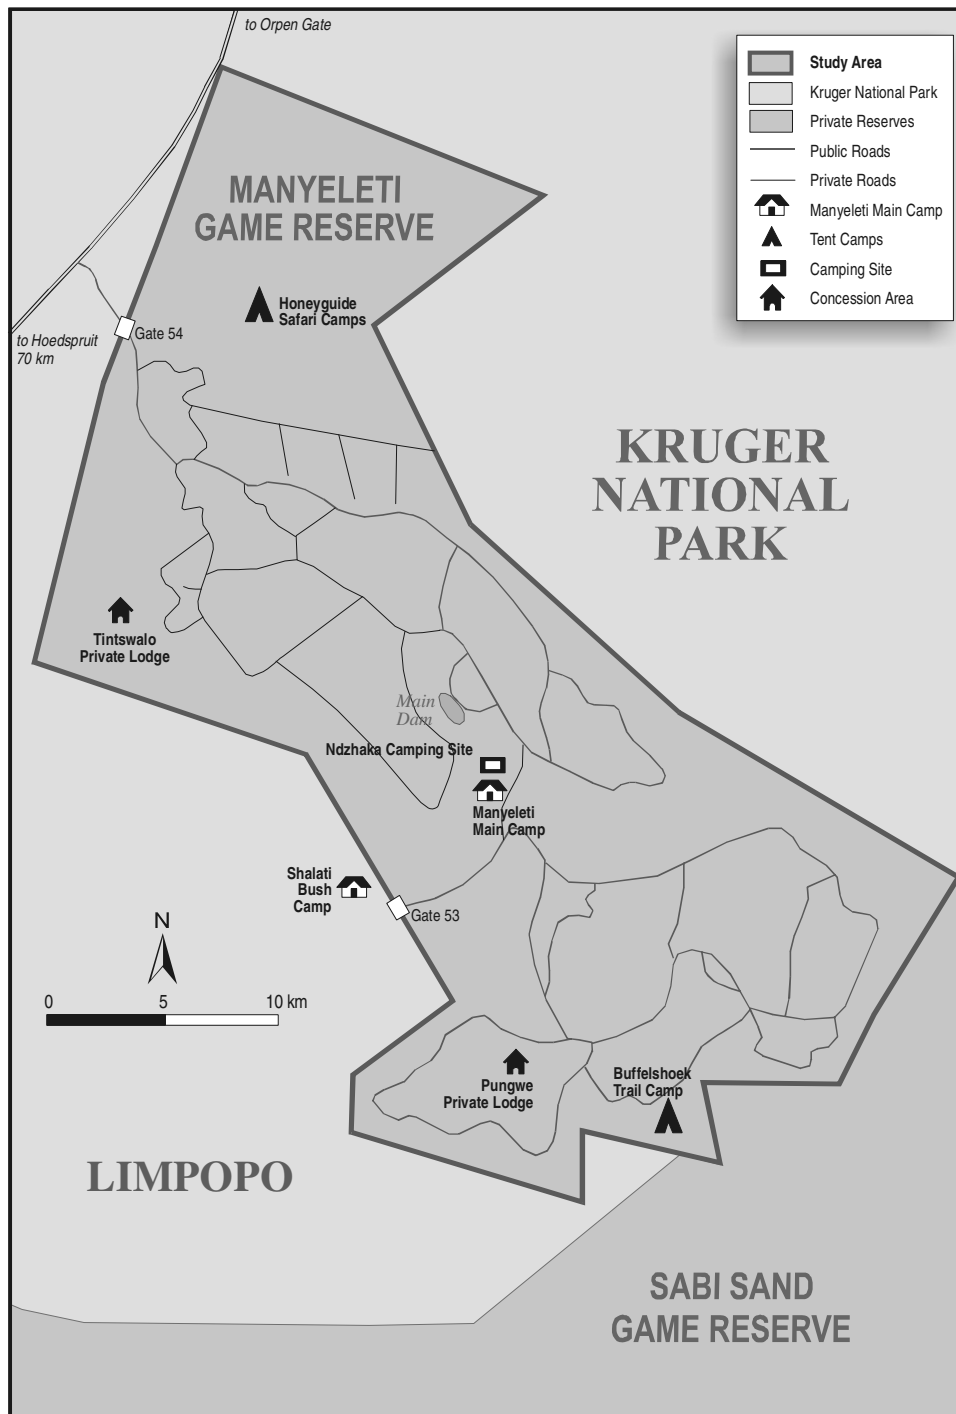 to Orpen Gate
Study Area
Kruger National Park
Private Reserves
Public Roads
Private Roads
Manyeleti Main Camp
Tent Camps
Camping Site
Concession Area
MANYELETI
GAME RESERVE
Honeyguide
Safari Camps
Gate 54
to Hoedspruit
70 km
KRUGER
NATIONAL
PARK
Tintswalo
Private Lodge
Main
Dam
Ndzhaka Camping Site
Manyeleti
Main Camp
Shalati
Bush
Camp
Gate 53
N
0 5 10 km
Pungwe
Private Lodge
Buffelshoek
Trail Camp
LIMPOPO
SABI SAND
GAME RESERVE